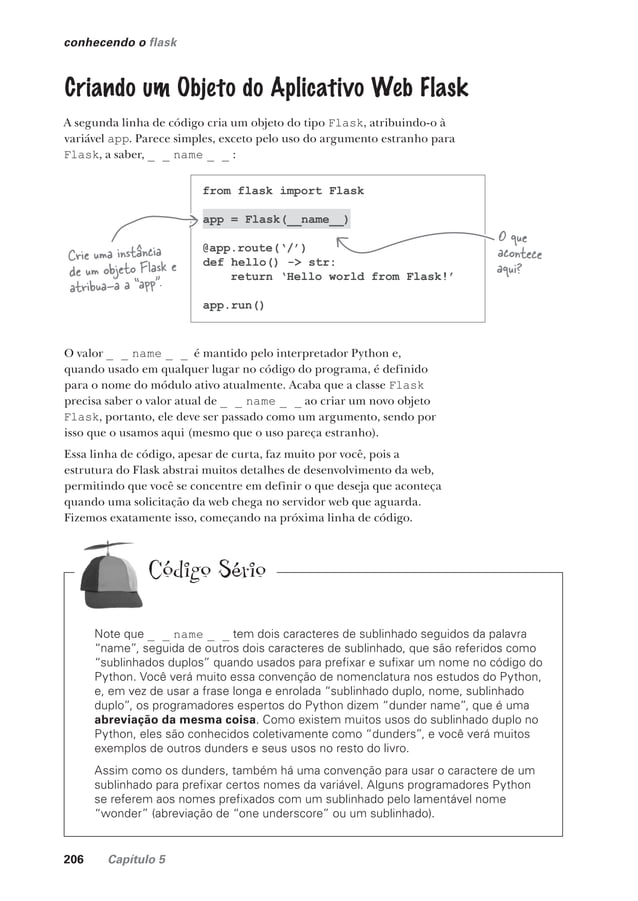 conhecendo o flask
Criando um Objeto do Aplicativo Web Flask
A segunda linha de código cria um objeto do tipo Flask, atribuindo-o à
variável app. Parece simples, exceto pelo uso do argumento estranho para
Flask, a saber, _ _ name _ _ :
from flask import Flask
app = Flask(__name__)
@app.route(‘/’)
def hello() -> str:
return ‘Hello world from Flask!’
app.run()
Crie uma instância
de um objeto Flask e
atribua-a a “app”.
O que
acontece
aqui?
O valor _ _ name _ _ é mantido pelo interpretador Python e,
quando usado em qualquer lugar no código do programa, é definido
para o nome do módulo ativo atualmente. Acaba que a classe Flask
precisa saber o valor atual de _ _ name _ _ ao criar um novo objeto
Flask, portanto, ele deve ser passado como um argumento, sendo por
isso que o usamos aqui (mesmo que o uso pareça estranho).
Essa linha de código, apesar de curta, faz muito por você, pois a
estrutura do Flask abstrai muitos detalhes de desenvolvimento da web,
permitindo que você se concentre em definir o que deseja que aconteça
quando uma solicitação da web chega no servidor web que aguarda.
Fizemos exatamente isso, começando na próxima linha de código.
Código Sério
Note que _ _ name _ _ tem dois caracteres de sublinhado seguidos da palavra
“name”, seguida de outros dois caracteres de sublinhado, que são referidos como
“sublinhados duplos” quando usados para prefixar e sufixar um nome no código do
Python. Você verá muito essa convenção de nomenclatura nos estudos do Python,
e, em vez de usar a frase longa e enrolada “sublinhado duplo, nome, sublinhado
duplo”, os programadores espertos do Python dizem “dunder name”, que é uma
abreviação da mesma coisa. Como existem muitos usos do sublinhado duplo no
Python, eles são conhecidos coletivamente como “dunders”, e você verá muitos
exemplos de outros dunders e seus usos no resto do livro.
Assim como os dunders, também há uma convenção para usar o caractere de um
sublinhado para prefixar certos nomes da variável. Alguns programadores Python
se referem aos nomes prefixados com um sublinhado pelo lamentável nome
“wonder” (abreviação de “one underscore” ou um sublinhado).
206 Capítulo 5